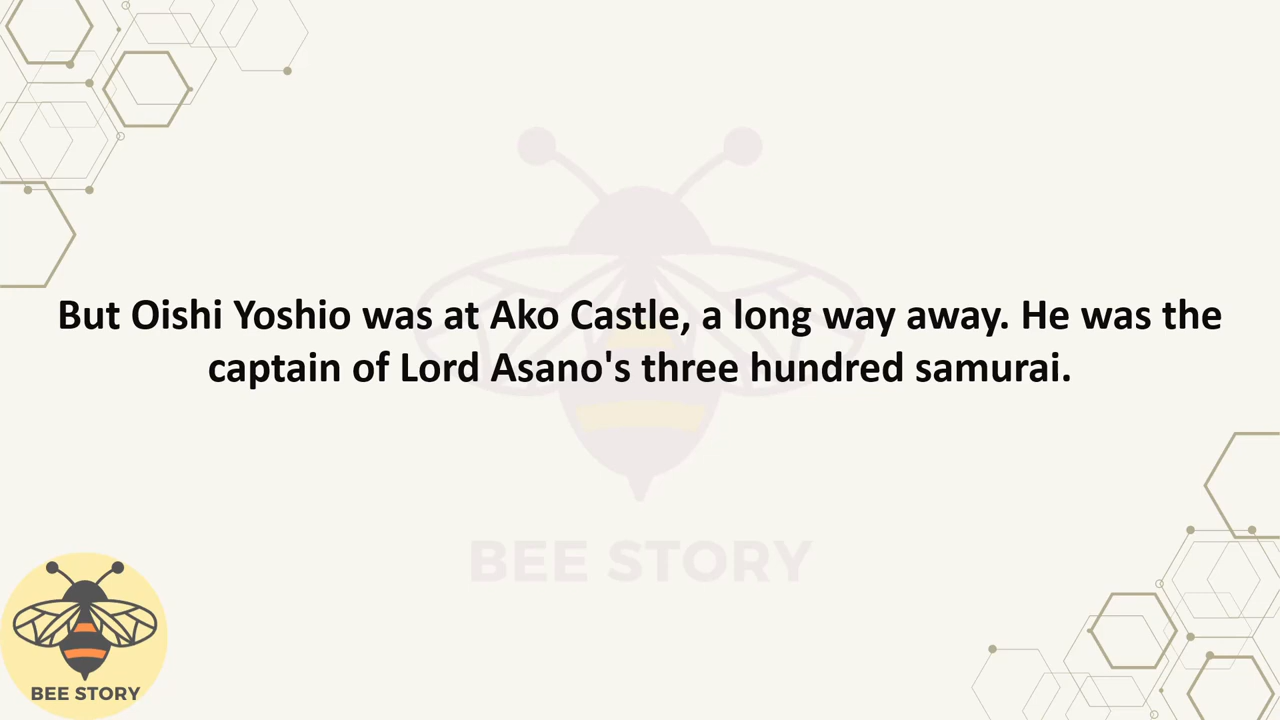 But Oishi Yoshio was at Ako Castle, a long way away. He was the
captain of Lord Asano's three hundred samurai.
BEE STORY
BEE STORY